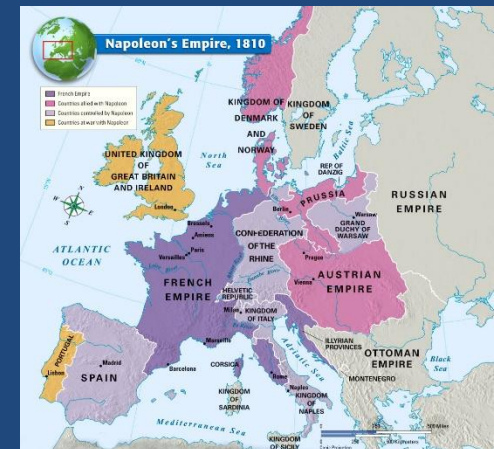 Napoleon's Empire, 1810
French Empire
Countries allied with Napoleon
Countries controlled by Napoleon
Countries at war with Napoleon
KINGDOM OF
DENMARK
AND
NORWAY
KINGDOM
OF
SWEDEN
Baltic Sea
North
Sea
UNITED KINGDOM
OF
GREAT BRITAIN
AND IRELAND
London
REP. OF
DANZIG
PRUSSIA
Berlin
RUSSIAN
EMPIRE
Warsaw
GRAND
DUCHY OF
WARSAW
N
E
S
W
Brussels
Amiens
Paris
Versailles
CONFEDERATION
OF THE
RHINE
Prague
ATLANTIC
OCEAN
FRENCH
EMPIRE
Vienna
AUSTRIAN
EMPIRE
HELVETIC
REPUBLIC
Milan
KINGDOM
OF ITALY
Marseille
ILLYRIAN
PROVINCES
OTTOMAN
EMPIRE
Black
Sea
MONTENEGRO
Adriatic Sea
PORTUGAL
Lisbon
Madrid
SPAIN
Barcelona
CORSICA
Rome
Naples
KINGDOM
OF
NAPLES
KINGDOM
OF
SARDINIA
Mediterranean Sea
KINGDOM
OF SICILY